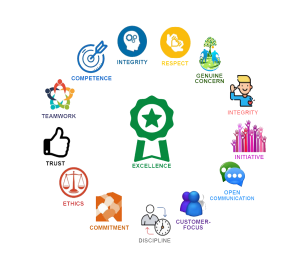 INTEGRITY
RESPECT
GENUINE
CONCERN
INTEGRITY
INITIATIVE
OPEN
COMMUNICATION
CUSTOMER-
FOCUS
DISCIPLINE
COMMITMENT
ETHICS
TRUST
TEAMWORK
COMPETENCE
EXCELLENCE